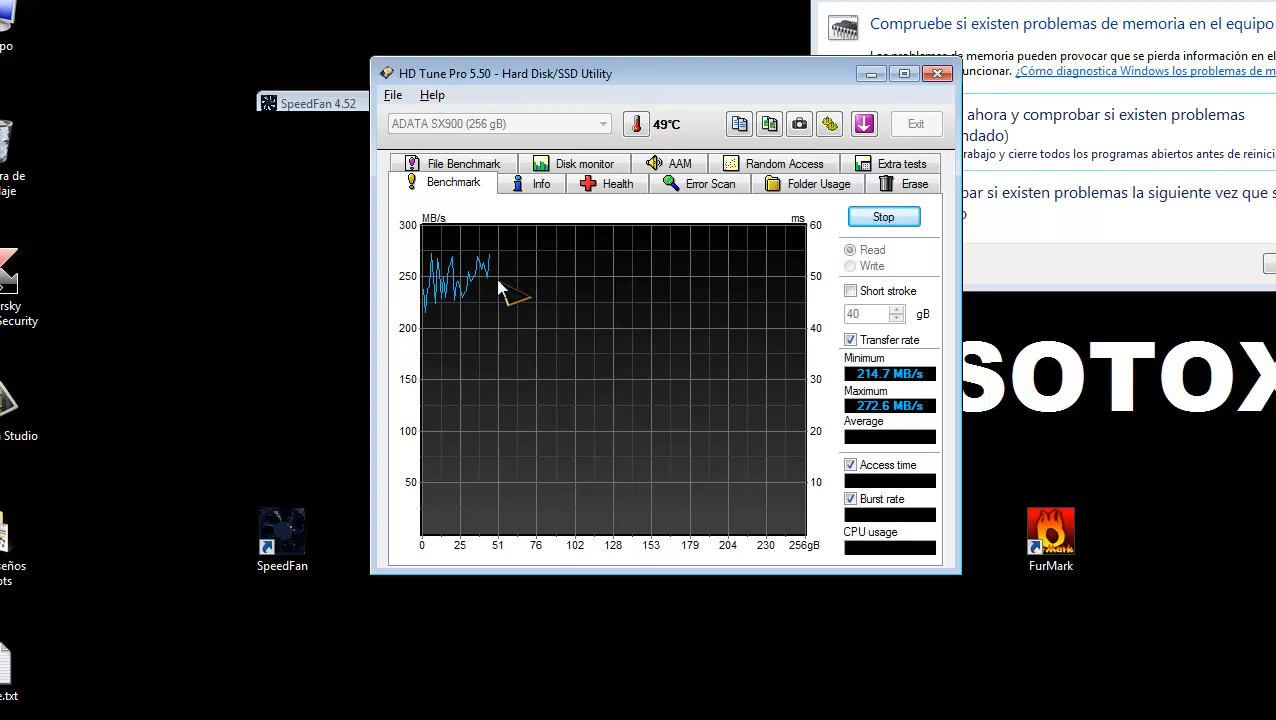 po
ra de
laje
rsky
Security
Studio
eños
pts
e.txt
SpeedFan 4.52
SpeedFan
HD Tune Pro 5.50 - Hard Disk/SSD Utility
File Help
ADATA SX900 (256 gB)
49°C
Exit
File Benchmark Disk monitor AAM Random Access Extra tests
Benchmark Info Health Error Scan Folder Usage Erase
MB/s ms
300 60
250 50
200 40
150 30
100 20
50 10
0 25 51 76 102 128 153 179 204 230 256gB
Stop
Read
Write
Short stroke
40 gB
Transfer rate
Minimum
214.7 MB/s
Maximum
272.6 MB/s
Average
Access time
Burst rate
CPU usage
Compruebe si existen problemas de memoria en el equipo
memoria pueden provocar que se pierda información en el
uncionar. ¿Cómo diagnostica Windows los problemas de m
ahora y comprobar si existen problemas
ndado)
rabajo y cierre todos los programas abiertos antes de reinici
bar si existen problemas la siguiente vez que s
o
SOTOX
FurMark